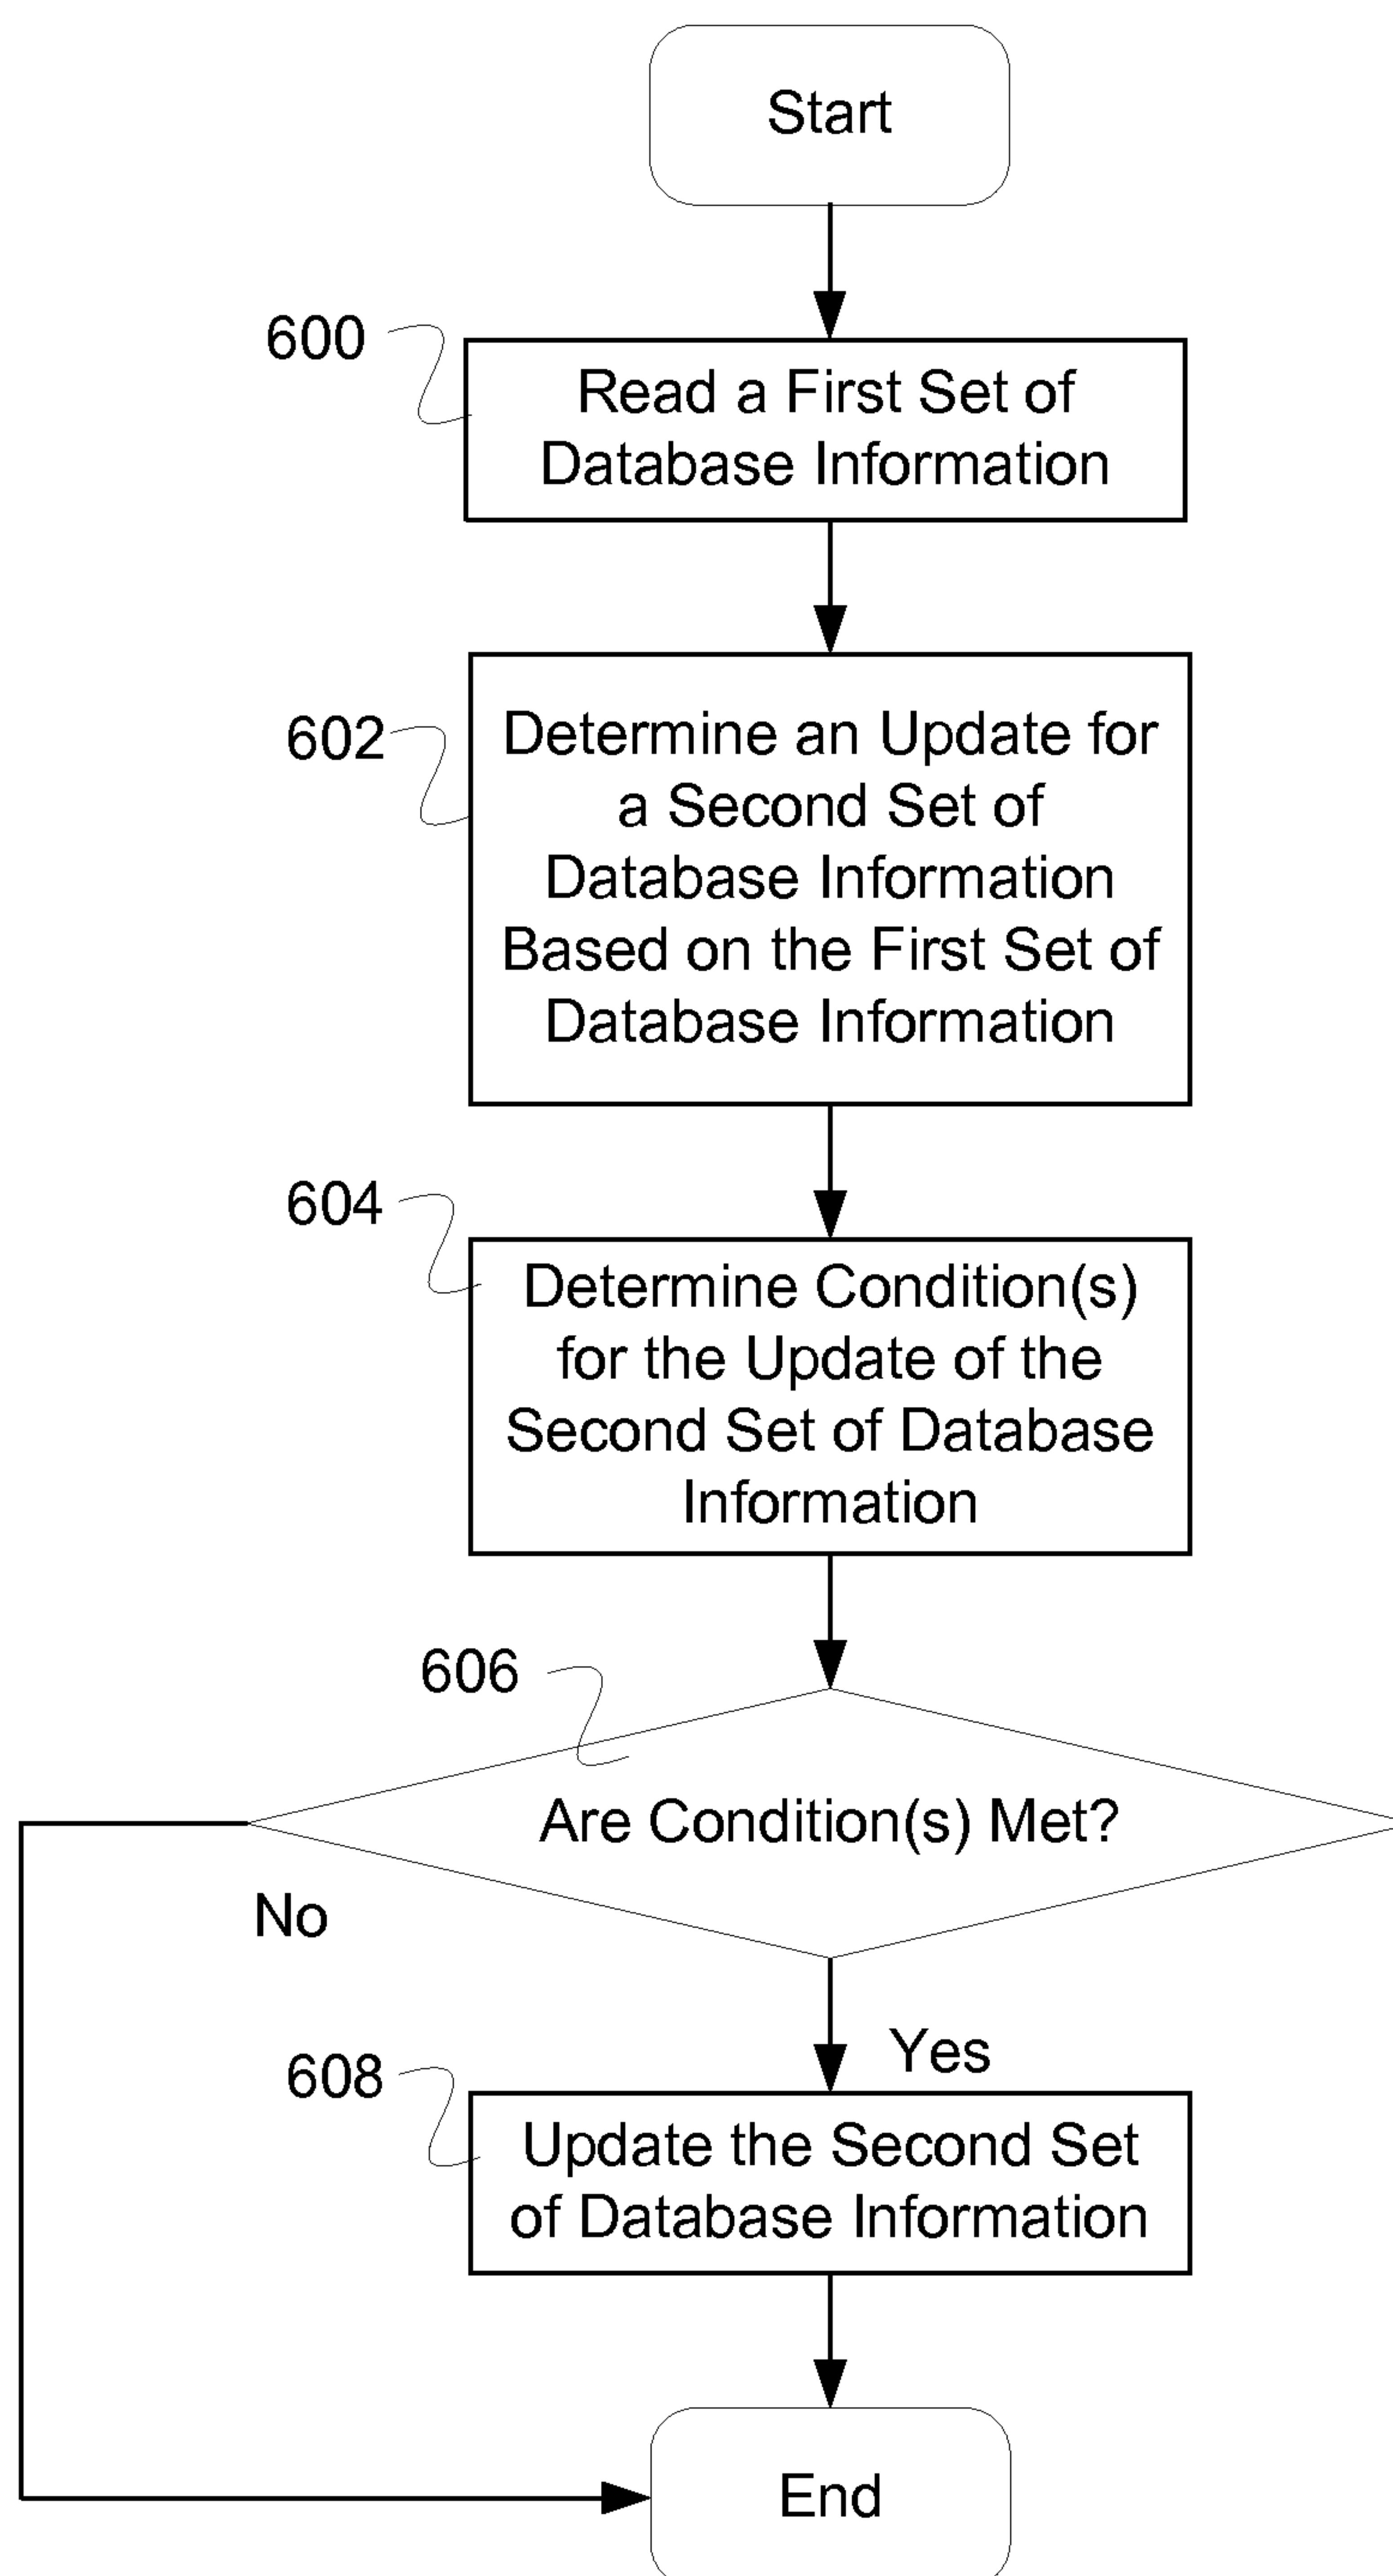 Start
600
Read a First Set of
Database Information
602
Determine an Update for
a Second Set of
Database Information
Based on the First Set of
Database Information
604
Determine Condition(s)
for the Update of the
Second Set of Database
Information
606
Are Condition(s) Met?
No
Yes
608
Update the Second Set
of Database Information
End